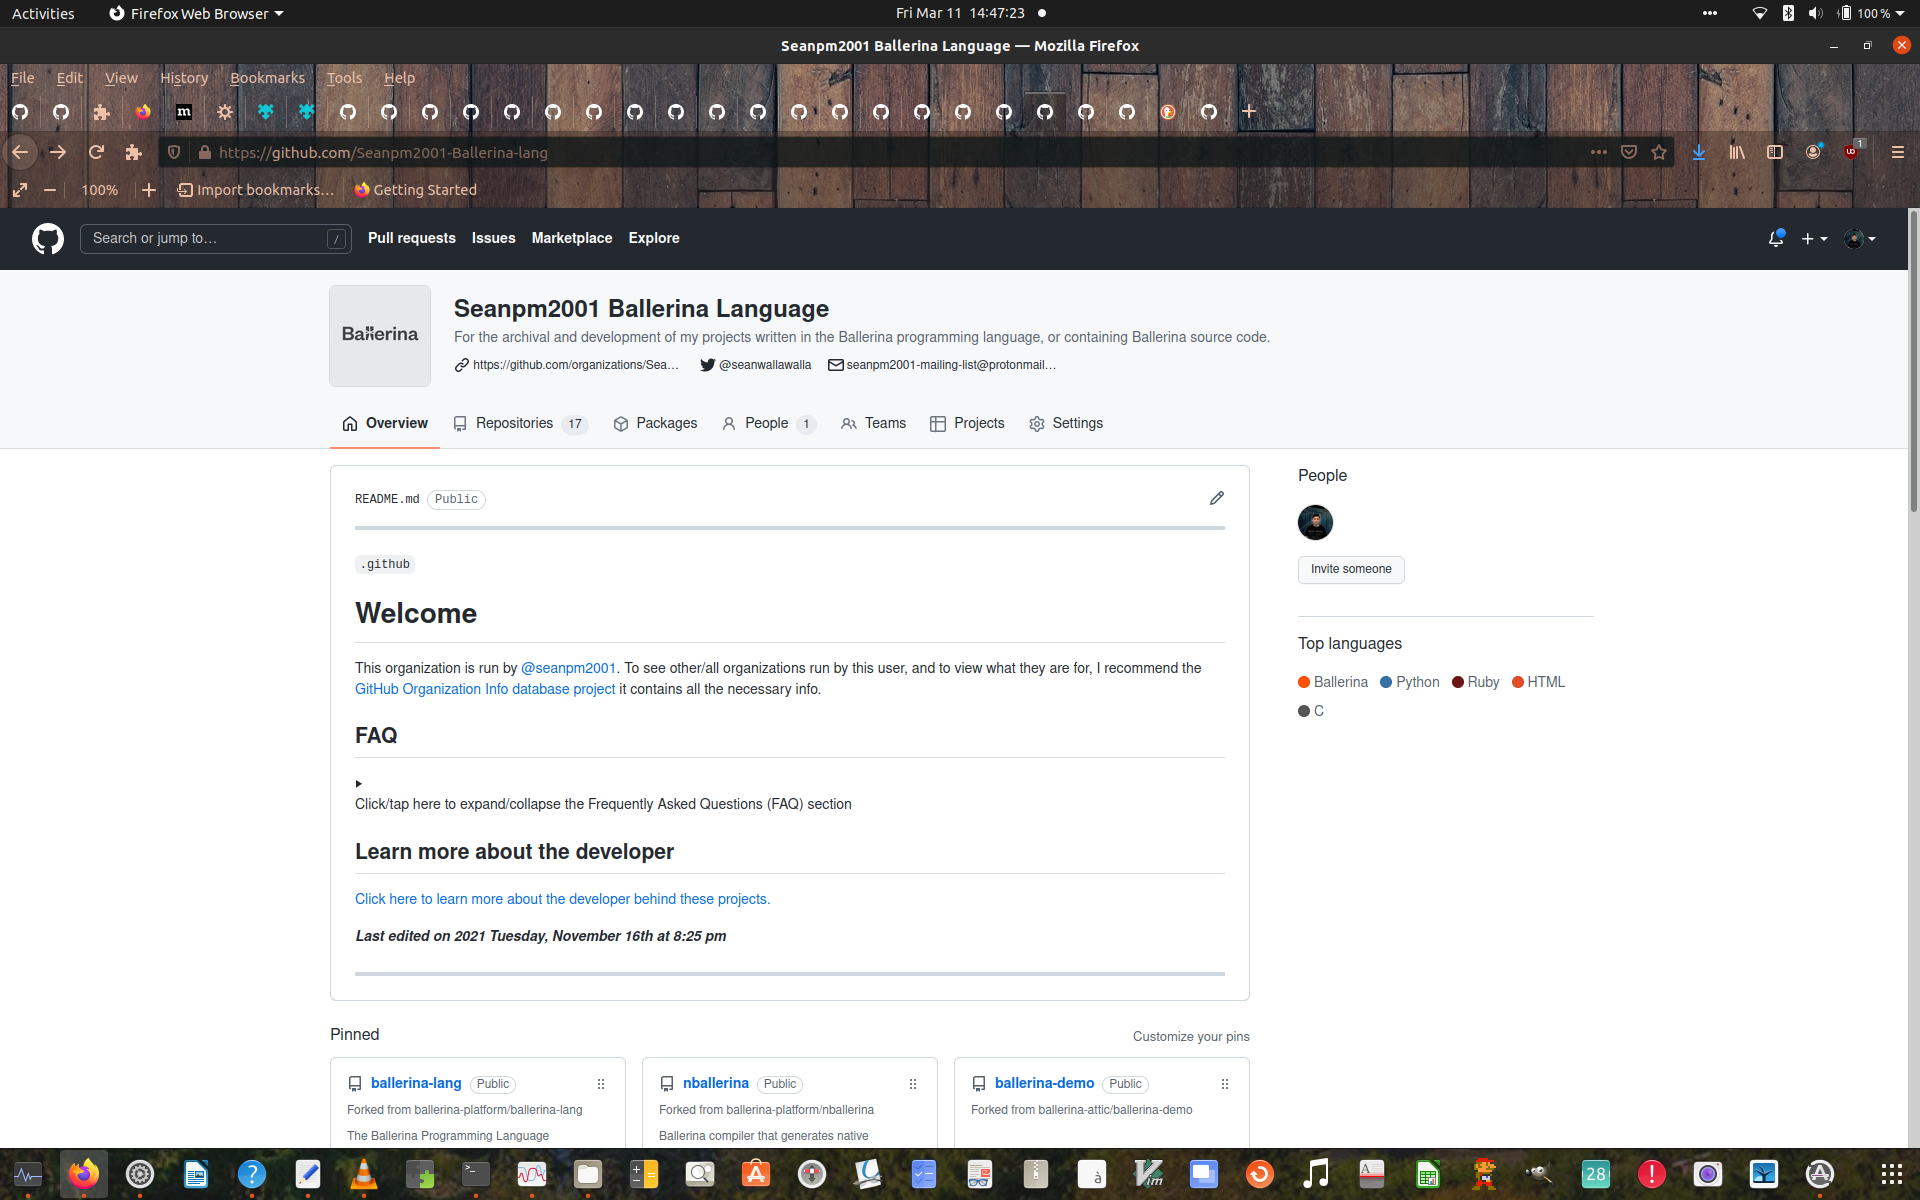 Activities
Firefox Web Browser
Fri Mar 11 14:47:23
100 %
Seanpm2001 Ballerina Language — Mozilla Firefox
File Edit View History Bookmarks Tools Help
https://github.com/Seanpm2001-Ballerina-lang
1
100%
Import bookmarks…
Getting Started
Search or jump to…
/
Pull requests Issues Marketplace Explore
Ballerina
Seanpm2001 Ballerina Language
For the archival and development of my projects written in the Ballerina programming language, or containing Ballerina source code.
https://github.com/organizations/Sea…
@seanwallawalla
seanpm2001-mailing-list@protonmail…
Overview
Repositories 17
Packages
People 1
Teams
Projects
Settings
README.md Public
.github
Welcome
This organization is run by @seanpm2001. To see other/all organizations run by this user, and to view what they are for, I recommend the
GitHub Organization Info database project it contains all the necessary info.
FAQ
Click/tap here to expand/collapse the Frequently Asked Questions (FAQ) section
Learn more about the developer
Click here to learn more about the developer behind these projects.
Last edited on 2021 Tuesday, November 16th at 8:25 pm
People
Invite someone
Top languages
Ballerina Python Ruby HTML
C
Pinned
Customize your pins
ballerina-lang Public
Forked from ballerina-platform/ballerina-lang
The Ballerina Programming Language
nballerina Public
Forked from ballerina-platform/nballerina
Ballerina compiler that generates native
ballerina-demo Public
Forked from ballerina-attic/ballerina-demo
28